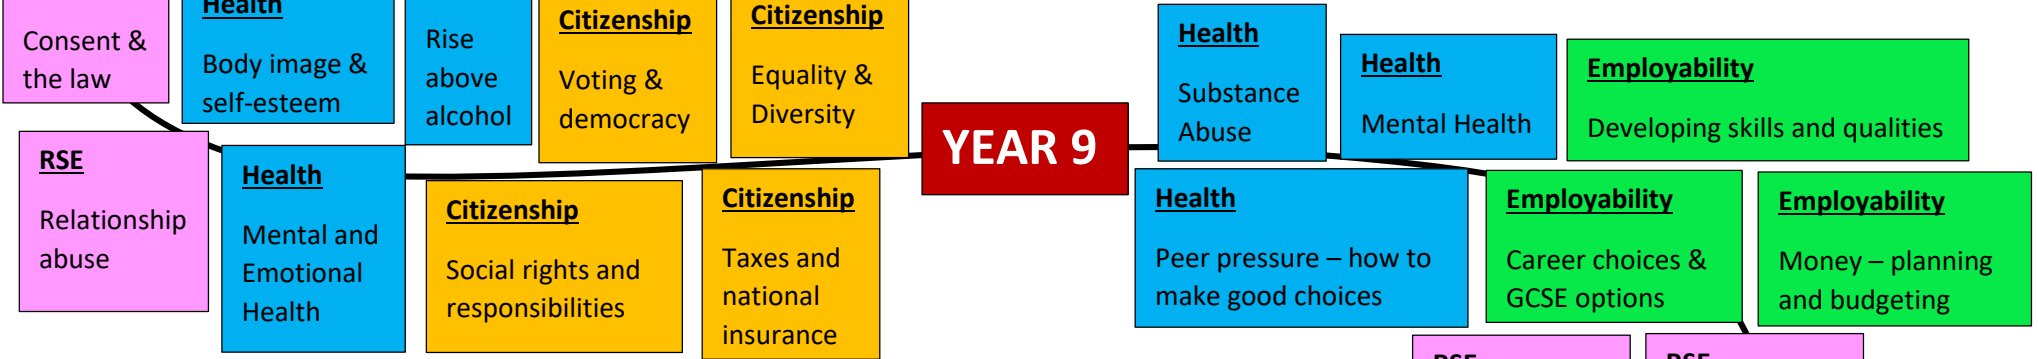 Consent &
the law
Health
Body image &
self-esteem
Rise
above
alcohol
Citizenship
Voting &
democracy
Citizenship
Equality &
Diversity
YEAR 9
Health
Substance
Abuse
Health
Mental Health
Employability
Developing skills and qualities
RSE
Relationship
abuse
Health
Mental and
Emotional
Health
Citizenship
Social rights and
responsibilities
Citizenship
Taxes and
national
insurance
Health
Peer pressure – how to
make good choices
Employability
Career choices &
GCSE options
Employability
Money – planning
and budgeting
RSE
RSE